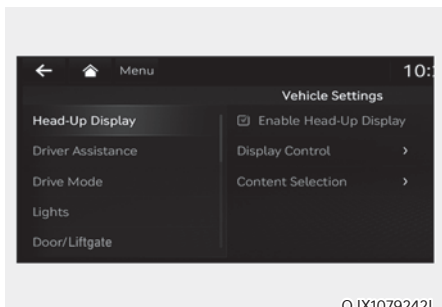 Menu 10:
Vehicle Settings
Head-Up Display
Enable Head-Up Display
Driver Assistance
Display Control
Drive Mode
Content Selection
Lights
Door/Liftgate